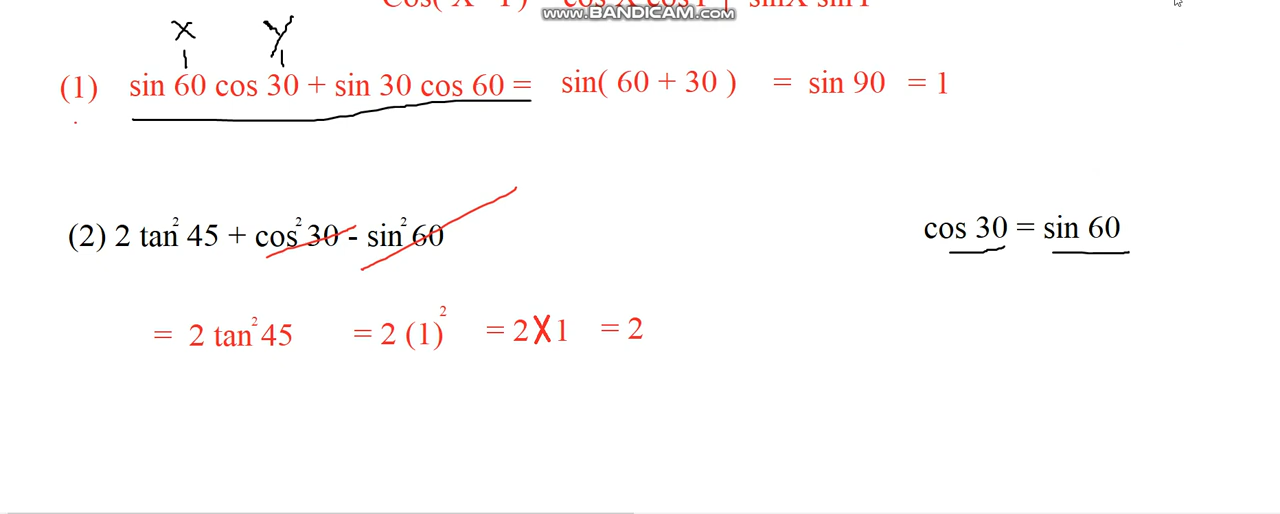 WWW.BANDICAM.COM
X Y
(1) sin 60 cos 30 + sin 30 cos 60 = sin( 60 + 30 ) = sin 90 = 1
(2) 2 tan² 45 + cos² 30 - sin² 60
cos 30 = sin 60
= 2 tan² 45 = 2 (1)² = 2 X 1 = 2